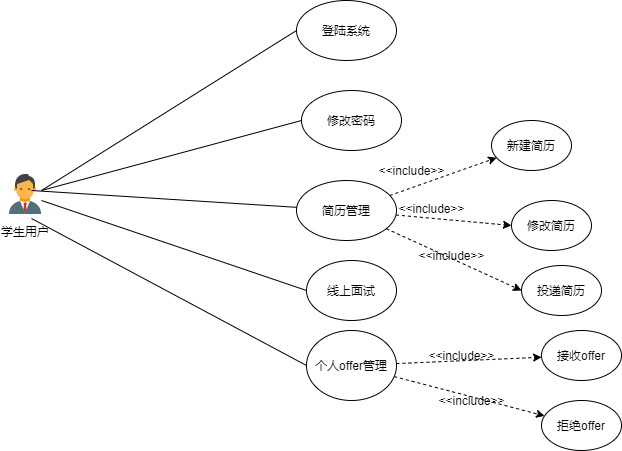 登陆系统
修改密码
新建简历
<<include>>
学生用户
简历管理
<<include>>
修改简历
<<include>>
线上面试
投递简历
个人offer管理
<<include>>
接收offer
<<include>>
拒绝offer